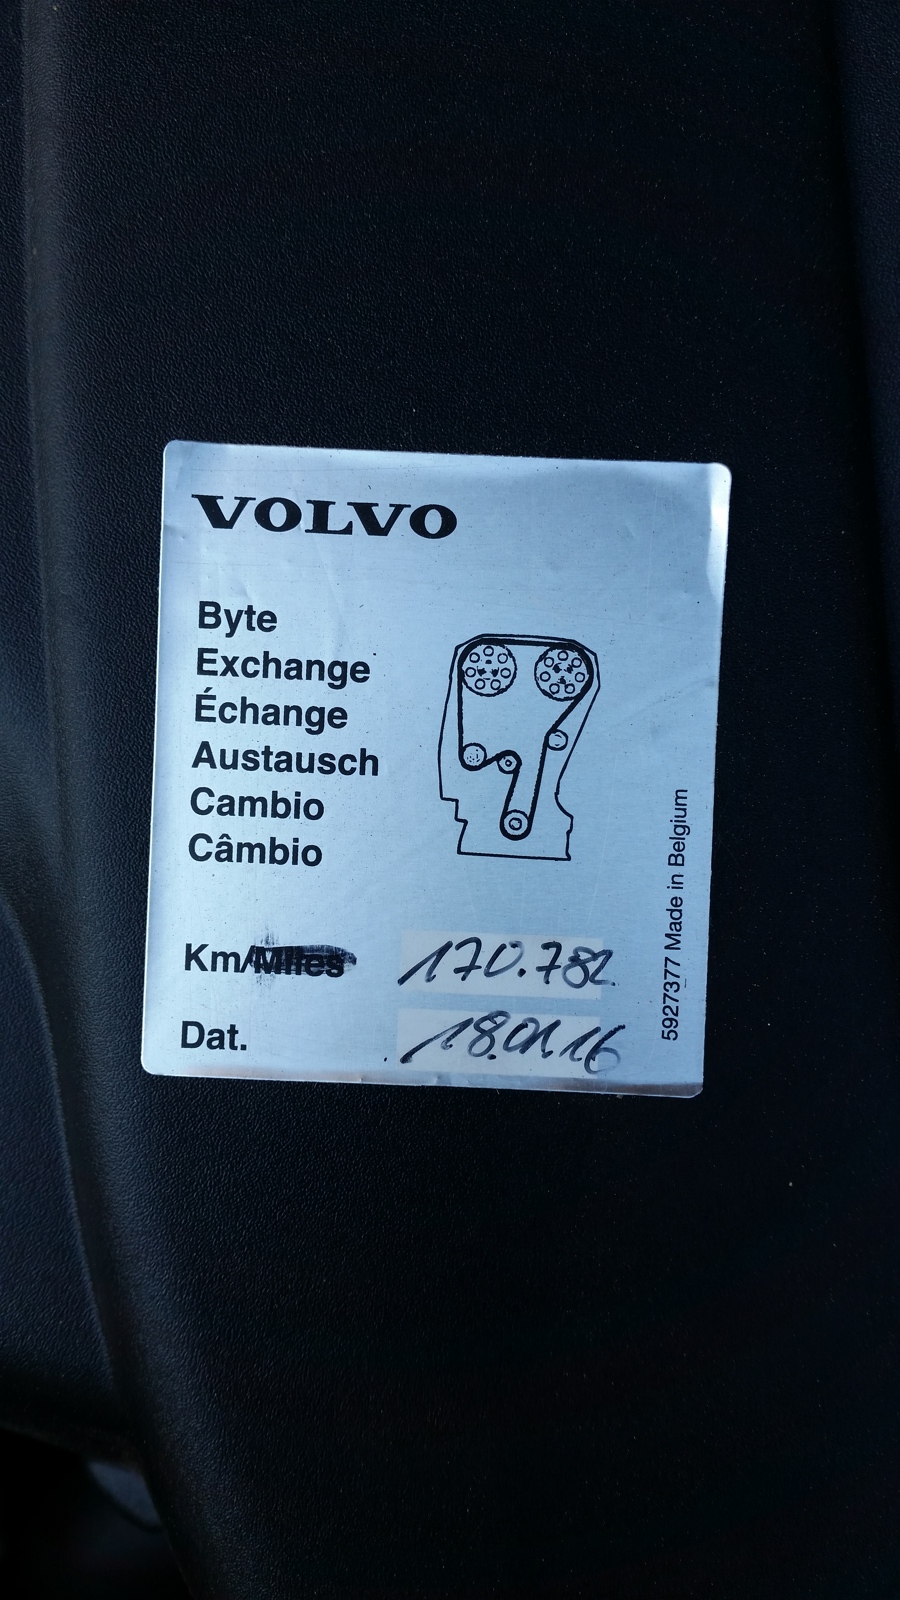 VOLVO
Byte
Exchange
Échange
Austausch
Cambio
Câmbio
Km/Miles 170.782
Dat. 18.01.16
5927377 Made in Belgium